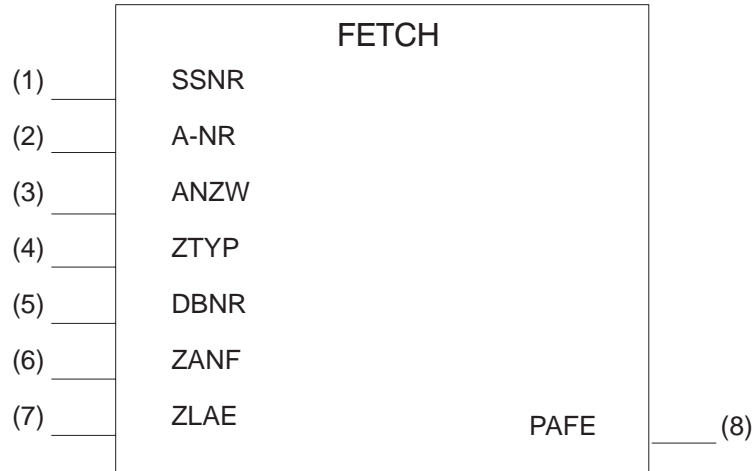 FETCH
(1) SSNR
(2) A-NR
(3) ANZW
(4) ZTYP
(5) DBNR
(6) ZANF
(7) ZLAE
PAFE (8)